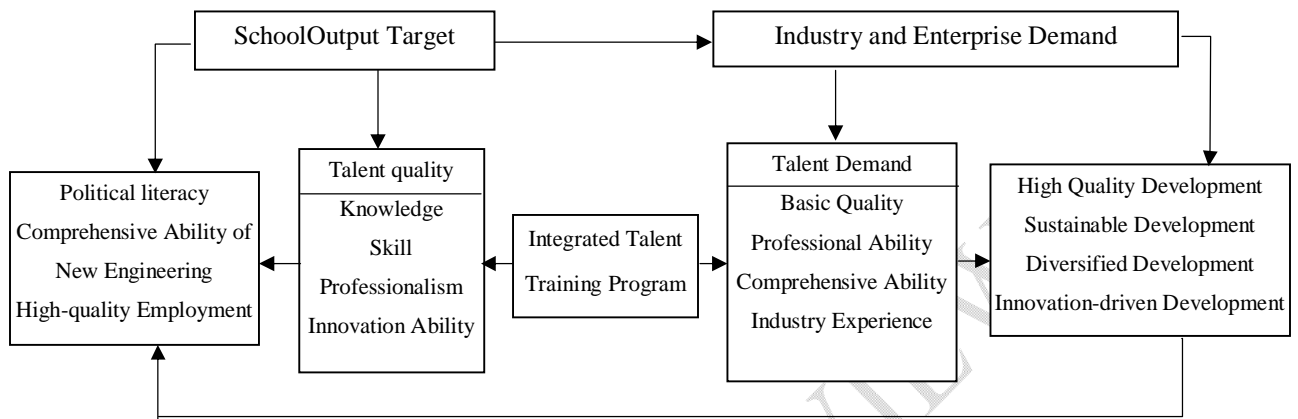 SchoolOutput Target
Industry and Enterprise Demand
Political literacy
Comprehensive Ability of
New Engineering
High-quality Employment
Talent quality
Knowledge
Skill
Professionalism
Innovation Ability
Integrated Talent
Training Program
Talent Demand
Basic Quality
Professional Ability
Comprehensive Ability
Industry Experience
High Quality Development
Sustainable Development
Diversified Development
Innovation-driven Development